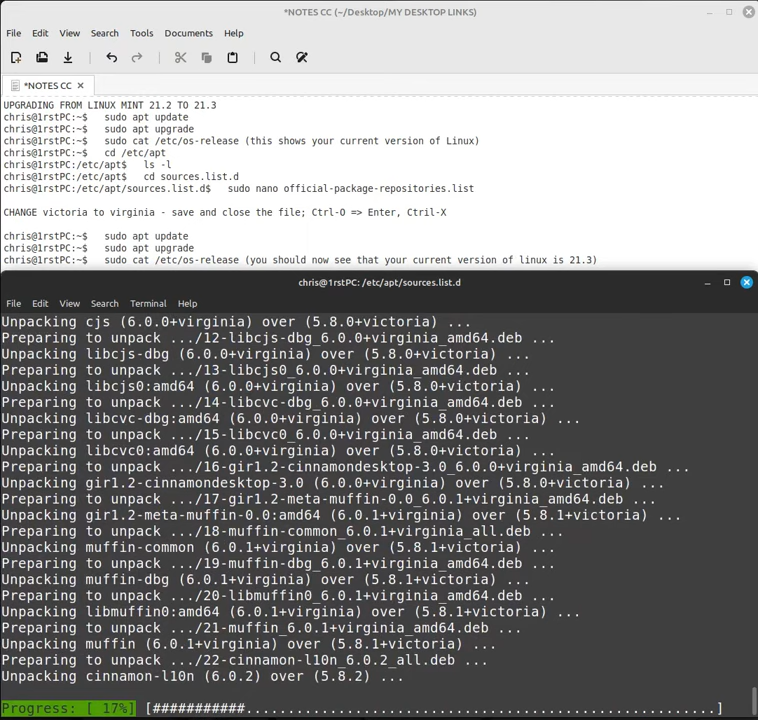 *NOTES CC (~/Desktop/MY DESKTOP LINKS)
File Edit View Search Tools Documents Help
*NOTES CC
UPGRADING FROM LINUX MINT 21.2 TO 21.3
chris@1rstPC:~$ sudo apt update
chris@1rstPC:~$ sudo apt upgrade
chris@1rstPC:~$ sudo cat /etc/os-release (this shows your current version of Linux)
chris@1rstPC:~$ cd /etc/apt
chris@1rstPC:/etc/apt$ ls -l
chris@1rstPC:/etc/apt$ cd sources.list.d
chris@1rstPC:/etc/apt/sources.list.d$ sudo nano official-package-repositories.list
CHANGE victoria to virginia - save and close the file; Ctrl-O => Enter, Ctril-X
chris@1rstPC:~$ sudo apt update
chris@1rstPC:~$ sudo apt upgrade
chris@1rstPC:~$ sudo cat /etc/os-release (you should now see that your current version of linux is 21.3)
chris@1rstPC: /etc/apt/sources.list.d
File Edit View Search Terminal Help
Unpacking cjs (6.0.0+virginia) over (5.8.0+victoria) ...
Preparing to unpack .../12-libcjs-dbg_6.0.0+virginia_amd64.deb ...
Unpacking libcjs-dbg (6.0.0+virginia) over (5.8.0+victoria) ...
Preparing to unpack .../13-libcjs0_6.0.0+virginia_amd64.deb ...
Unpacking libcjs0:amd64 (6.0.0+virginia) over (5.8.0+victoria) ...
Preparing to unpack .../14-libcvc-dbg_6.0.0+virginia_amd64.deb ...
Unpacking libcvc-dbg:amd64 (6.0.0+virginia) over (5.8.0+victoria) ...
Preparing to unpack .../15-libcvc0_6.0.0+virginia_amd64.deb ...
Unpacking libcvc0:amd64 (6.0.0+virginia) over (5.8.0+victoria) ...
Preparing to unpack .../16-gir1.2-cinnamondesktop-3.0_6.0.0+virginia_amd64.deb ...
Unpacking gir1.2-cinnamondesktop-3.0 (6.0.0+virginia) over (5.8.0+victoria) ...
Preparing to unpack .../17-gir1.2-meta-muffin-0.0_6.0.1+virginia_amd64.deb ...
Unpacking gir1.2-meta-muffin-0.0:amd64 (6.0.1+virginia) over (5.8.1+victoria) ...
Preparing to unpack .../18-muffin-common_6.0.1+virginia_all.deb ...
Unpacking muffin-common (6.0.1+virginia) over (5.8.1+victoria) ...
Preparing to unpack .../19-muffin-dbg_6.0.1+virginia_amd64.deb ...
Unpacking muffin-dbg (6.0.1+virginia) over (5.8.1+victoria) ...
Preparing to unpack .../20-libmuffin0_6.0.1+virginia_amd64.deb ...
Unpacking libmuffin0:amd64 (6.0.1+virginia) over (5.8.1+victoria) ...
Preparing to unpack .../21-muffin_6.0.1+virginia_amd64.deb ...
Unpacking muffin (6.0.1+virginia) over (5.8.1+victoria) ...
Preparing to unpack .../22-cinnamon-l10n_6.0.2_all.deb ...
Unpacking cinnamon-l10n (6.0.2) over (5.8.2) ...
Progress: [ 17%] [###########........................................................]